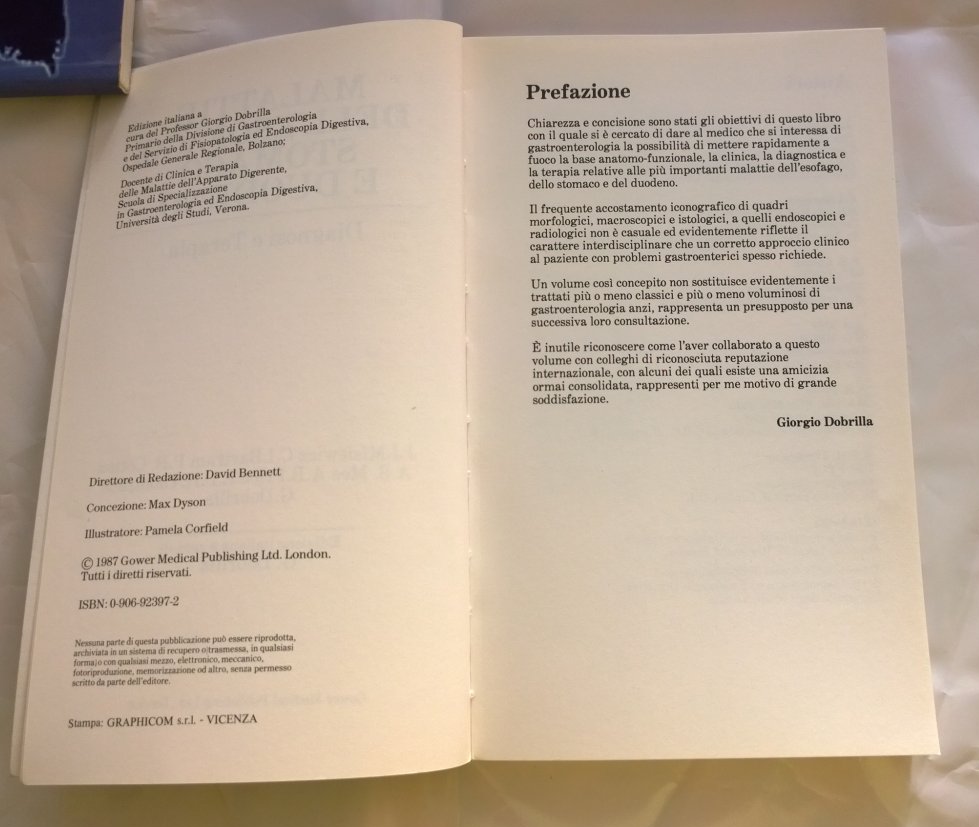 Edizione italiana a
cura del Professor Giorgio Dobrilla
Primario della Divisione di Gastroenterologia
e del Servizio di Fisiopatologia ed Endoscopia Digestiva,
Ospedale Generale Regionale, Bolzano;
Docente di Clinica e Terapia
delle Malattie dell'Apparato Digerente,
Scuola di Specializzazione
in Gastroenterologia ed Endoscopia Digestiva,
Università degli Studi, Verona.
Direttore di Redazione: David Bennett
Concezione: Max Dyson
Illustratore: Pamela Corfield
© 1987 Gower Medical Publishing Ltd. London.
Tutti i diretti riservati.
ISBN: 0-906-92397-2
Nessuna parte di questa pubblicazione può essere riprodotta,
archiviata in un sistema di recupero o trasmessa, in qualsiasi
forma o con qualsiasi mezzo, elettronico, meccanico,
fotoriproduzione, memorizzazione od altro, senza permesso
scritto da parte dell'editore.
Stampa: GRAPHICOM s.r.l. - VICENZA
Prefazione
Chiarezza e concisione sono stati gli obiettivi di questo libro
con il quale si è cercato di dare al medico che si interessa di
gastroenterologia la possibilità di mettere rapidamente a
fuoco la base anatomo-funzionale, la clinica, la diagnostica e
la terapia relative alle più importanti malattie dell'esofago,
dello stomaco e del duodeno.
Il frequente accostamento iconografico di quadri
morfologici, macroscopici e istologici, a quelli endoscopici e
radiologici non è casuale ed evidentemente riflette il
carattere interdisciplinare che un corretto approccio clinico
al paziente con problemi gastroenterici spesso richiede.
Un volume così concepito non sostituisce evidentemente i
trattati più o meno classici e più o meno voluminosi di
gastroenterologia anzi, rappresenta un presupposto per una
successiva loro consultazione.
È inutile riconoscere come l'aver collaborato a questo
volume con colleghi di riconosciuta reputazione
internazionale, con alcuni dei quali esiste una amicizia
ormai consolidata, rappresenti per me motivo di grande
soddisfazione.
Giorgio Dobrilla